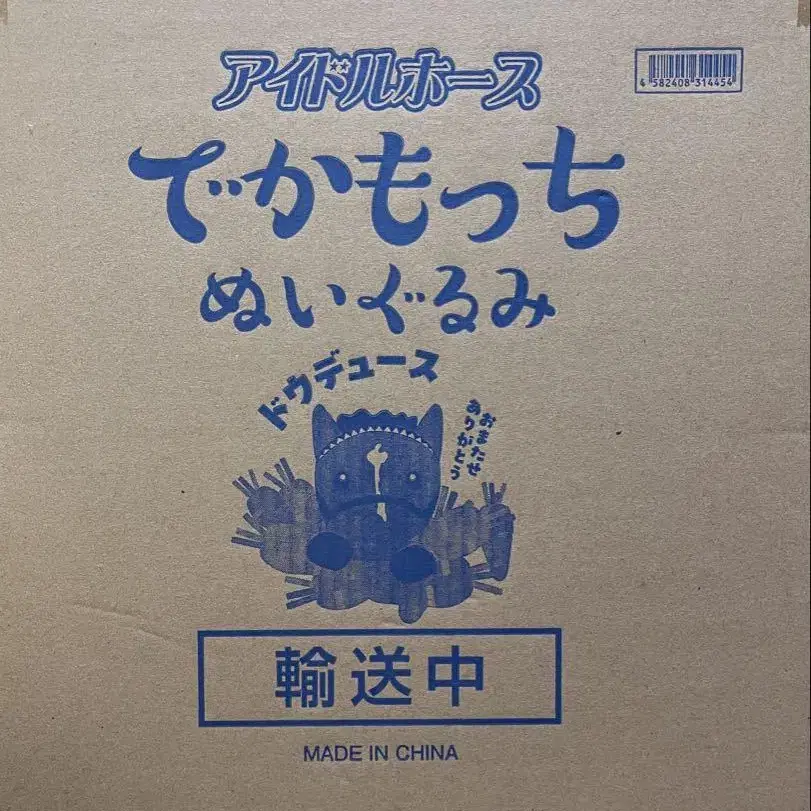 アイドルホース
4 582408 314454
でかもっち
ぬいぐるみ
ドウデュース
おまたせ
ありがとう
輸送中
MADE IN CHINA